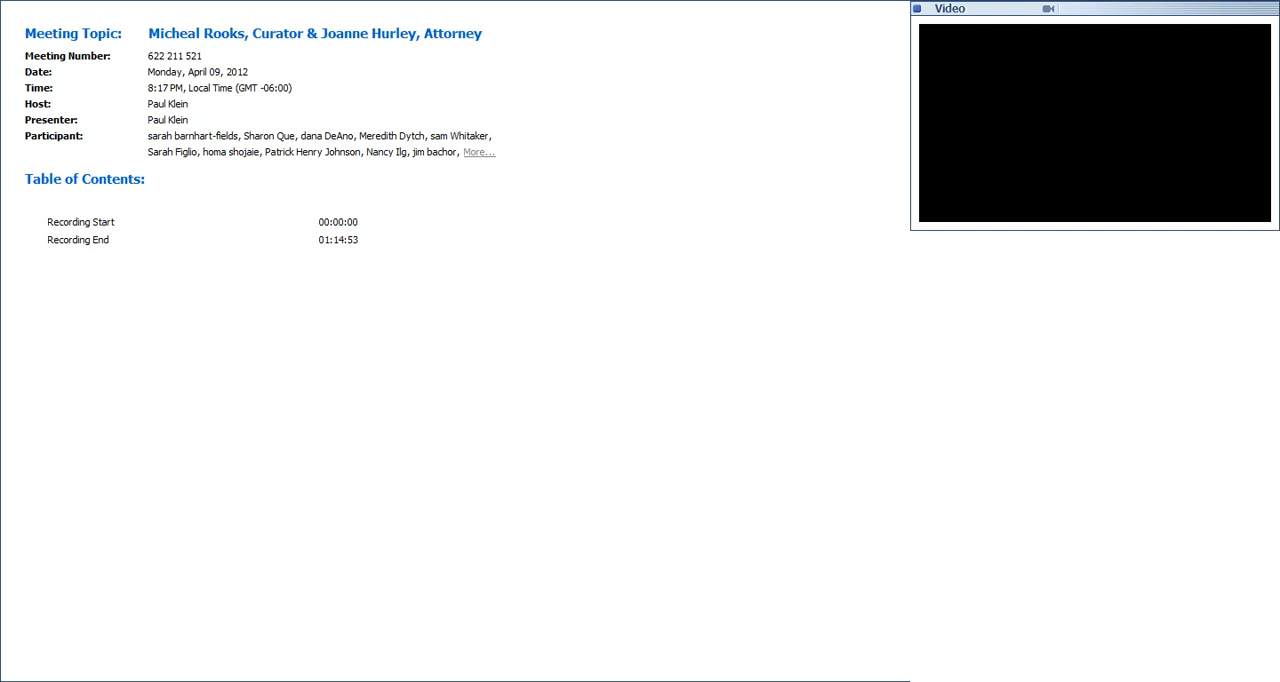 Meeting Topic: Micheal Rooks, Curator & Joanne Hurley, Attorney
Meeting Number: 622 211 521
Date: Monday, April 09, 2012
Time: 8:17 PM, Local Time (GMT -06:00)
Host: Paul Klein
Presenter: Paul Klein
Participant: sarah barnhart-fields, Sharon Que, dana DeAno, Meredith Dytch, sam Whitaker,
Sarah Figlio, homa shojaie, Patrick Henry Johnson, Nancy Ilg, jim bachor, More...
Table of Contents:
Recording Start 00:00:00
Recording End 01:14:53
Video